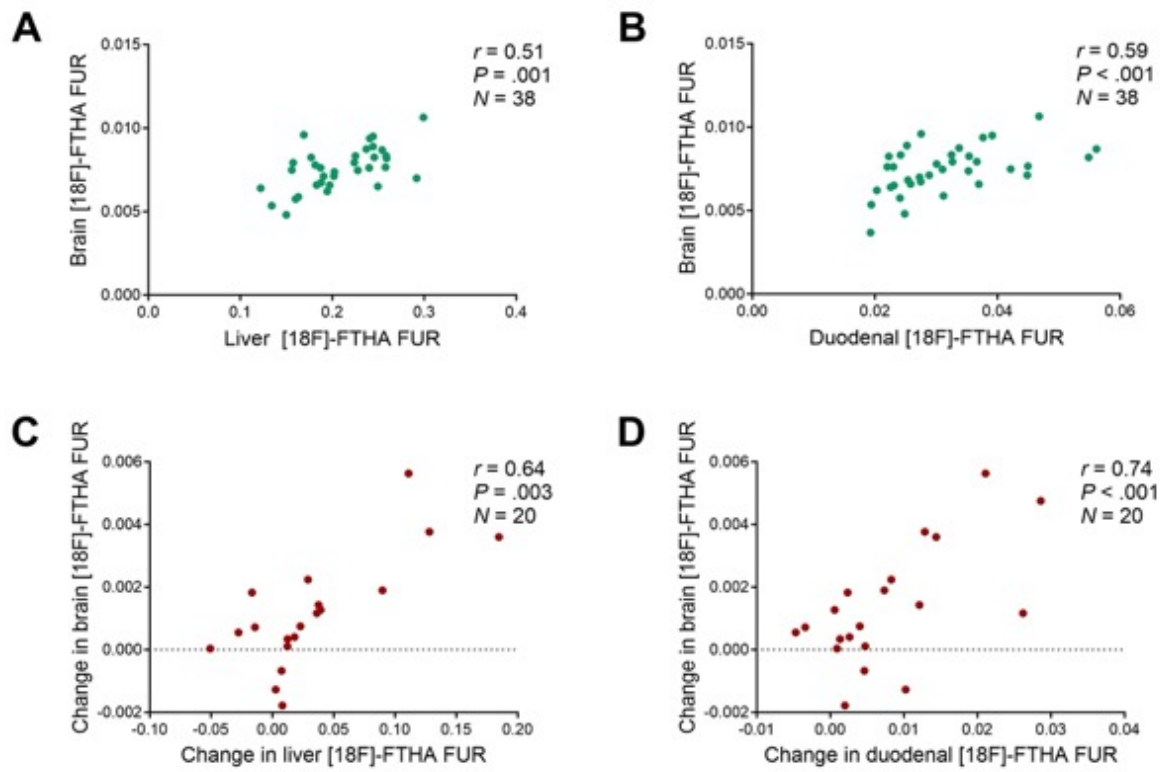 A
Brain [18F]-FTHA FUR
0.015
0.010
0.005
0.000
0.0
0.1
0.2
0.3
0.4
Liver [18F]-FTHA FUR
r = 0.51
P = .001
N = 38
B
Brain [18F]-FTHA FUR
0.015
0.010
0.005
0.000
0.00
0.02
0.04
0.06
Duodenal [18F]-FTHA FUR
r = 0.59
P < .001
N = 38
C
Change in brain [18F]-FTHA FUR
0.006
0.004
0.002
0.000
-0.002
-0.10
-0.05
0.00
0.05
0.10
0.15
0.20
Change in liver [18F]-FTHA FUR
r = 0.64
P = .003
N = 20
D
Change in brain [18F]-FTHA FUR
0.006
0.004
0.002
0.000
-0.002
-0.01
0.00
0.01
0.02
0.03
0.04
Change in duodenal [18F]-FTHA FUR
r = 0.74
P < .001
N = 20